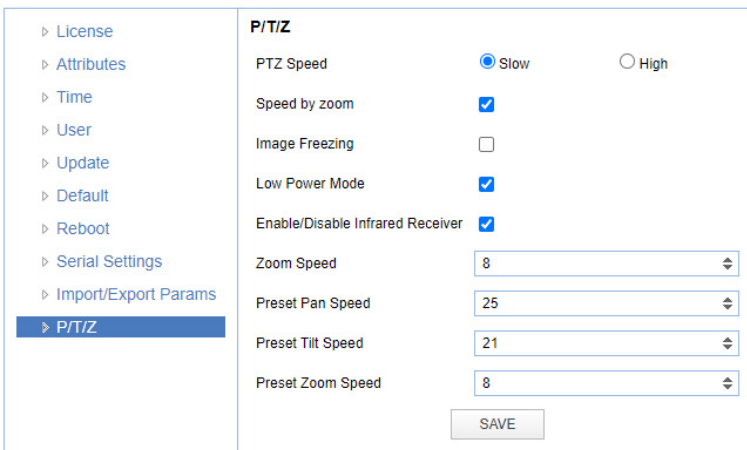 License
Attributes
Time
User
Update
Default
Reboot
Serial Settings
Import/Export Params
P/T/Z
P/T/Z
PTZ Speed Slow High
Speed by zoom
Image Freezing
Low Power Mode
Enable/Disable Infrared Receiver
Zoom Speed 8
Preset Pan Speed 25
Preset Tilt Speed 21
Preset Zoom Speed 8
SAVE